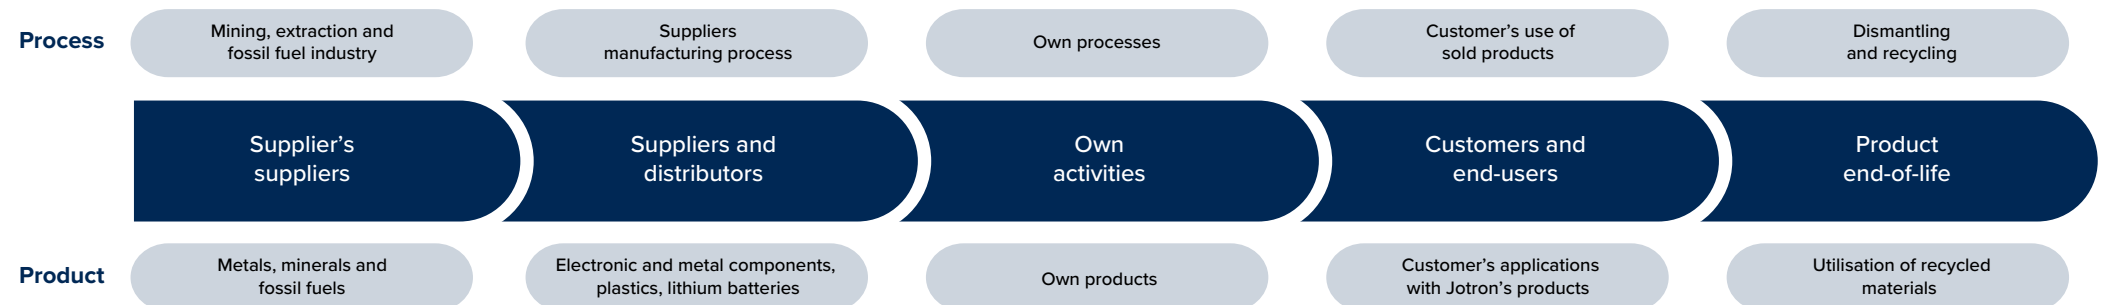 Process
Mining, extraction and
fossil fuel industry
Suppliers
manufacturing process
Own processes
Customer’s use of
sold products
Dismantling
and recycling
Supplier’s
suppliers
Suppliers and
distributors
Own
activities
Customers and
end-users
Product
end-of-life
Product
Metals, minerals and
fossil fuels
Electronic and metal components,
plastics, lithium batteries
Own products
Customer’s applications
with Jotron’s products
Utilisation of recycled
materials